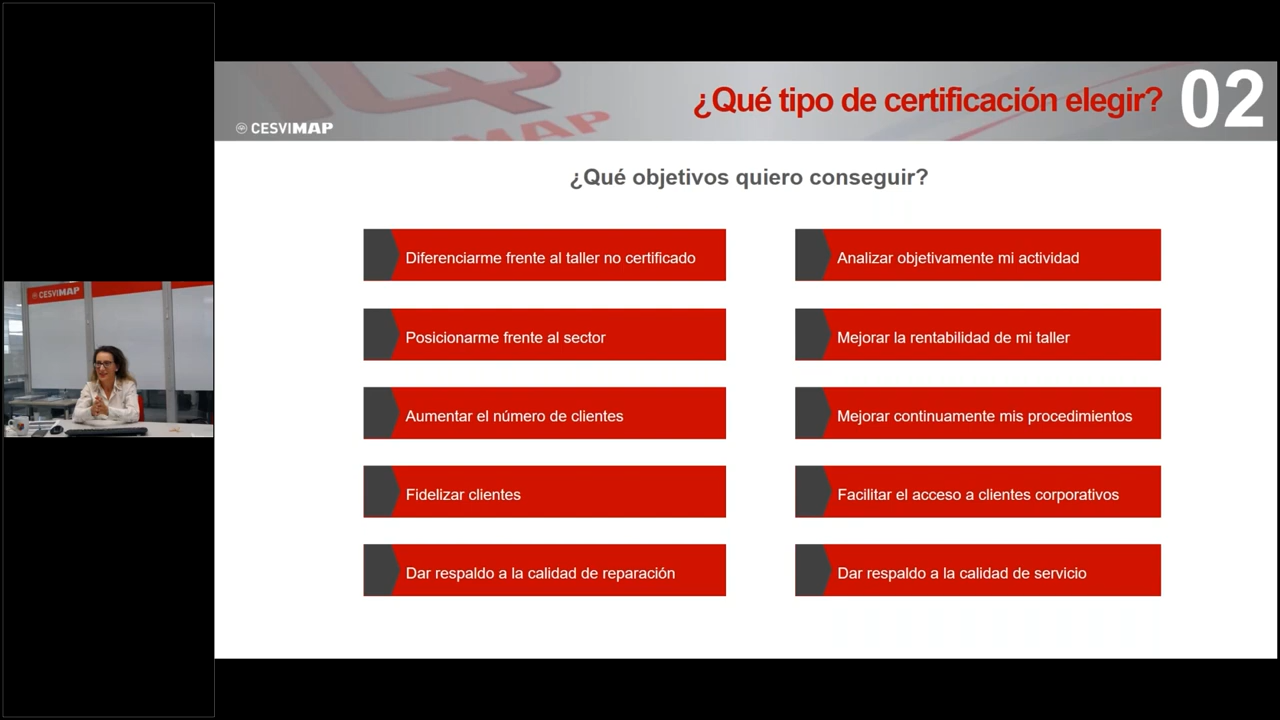 ¿Qué tipo de certificación elegir?
02
CESVIMAP
MAP
¿Qué objetivos quiero conseguir?
Diferenciarme frente al taller no certificado
Posicionarme frente al sector
Aumentar el número de clientes
Fidelizar clientes
Dar respaldo a la calidad de reparación
Analizar objetivamente mi actividad
Mejorar la rentabilidad de mi taller
Mejorar continuamente mis procedimientos
Facilitar el acceso a clientes corporativos
Dar respaldo a la calidad de servicio
CESVIMAP